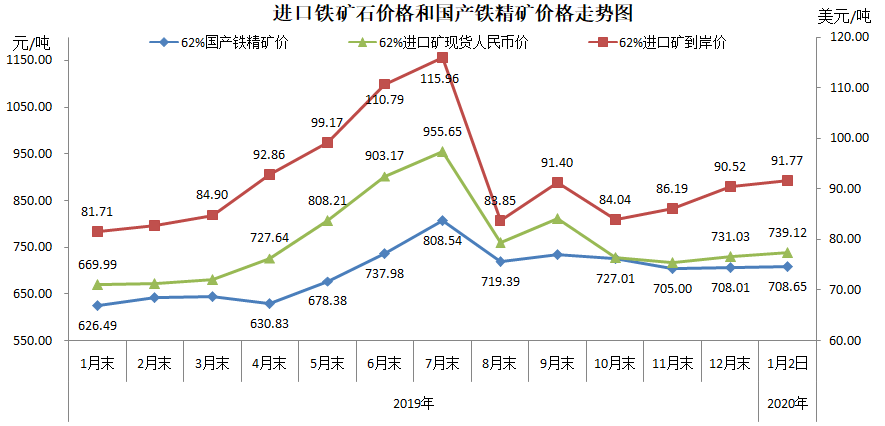 进口铁矿石价格和国产铁精矿价格走势图
元/吨
美元/吨
62%国产铁精矿价 62%进口矿现货人民币价 62%进口矿到岸价
1150.00
1050.00
950.00
850.00
750.00
650.00
550.00
120.00
110.00
100.00
90.00
80.00
70.00
60.00
81.71 84.90 92.86 99.17 110.79 115.96 83.85 91.40 84.04 86.19 90.52 91.77
669.99 727.64 808.21 903.17 955.65 731.03 739.12
626.49 630.83 678.38 737.98 808.54 719.39 727.01 705.00 708.01 708.65
1月末 2月末 3月末 4月末 5月末 6月末 7月末 8月末 9月末 10月末 11月末 12月末 1月2日
2019年 2020年